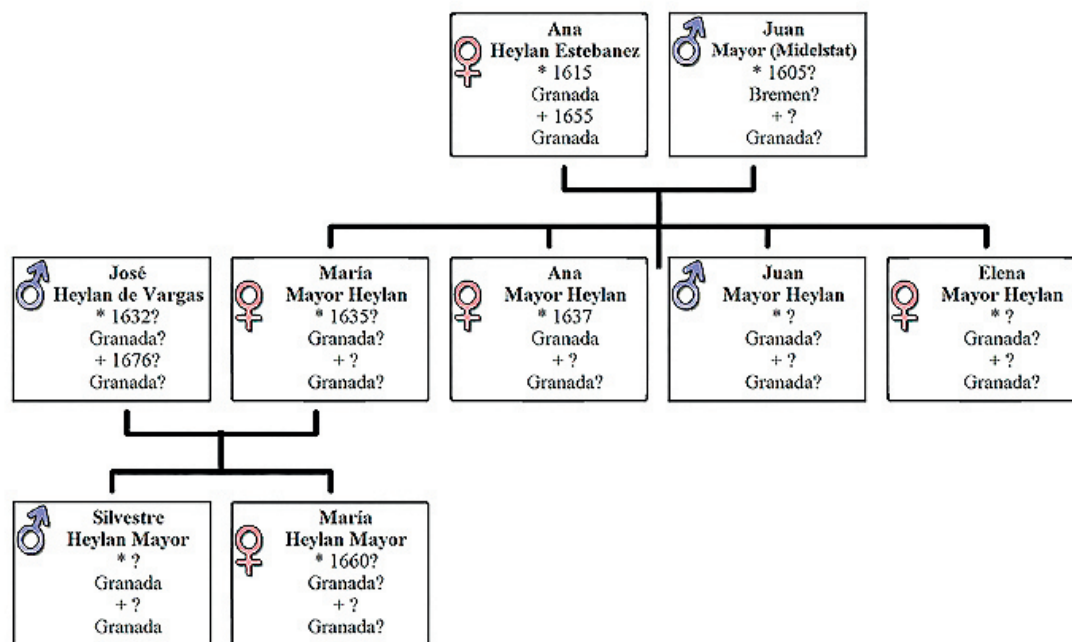 Ana
Heylan Estebanez
* 1615
Granada
+ 1655
Granada
Juan
Mayor (Midelstat)
* 1605?
Bremen?
+ ?
Granada?
José
Heylan de Vargas
* 1632?
Granada?
+ 1676?
Granada?
María
Mayor Heylan
* 1635?
Granada?
+ ?
Granada?
Ana
Mayor Heylan
* 1637
Granada
+ ?
Granada?
Juan
Mayor Heylan
* ?
Granada?
+ ?
Granada?
Elena
Mayor Heylan
* ?
Granada?
+ ?
Granada?
Silvestre
Heylan Mayor
* ?
Granada
+ ?
Granada
María
Heylan Mayor
* 1660?
Granada?
+ ?
Granada?